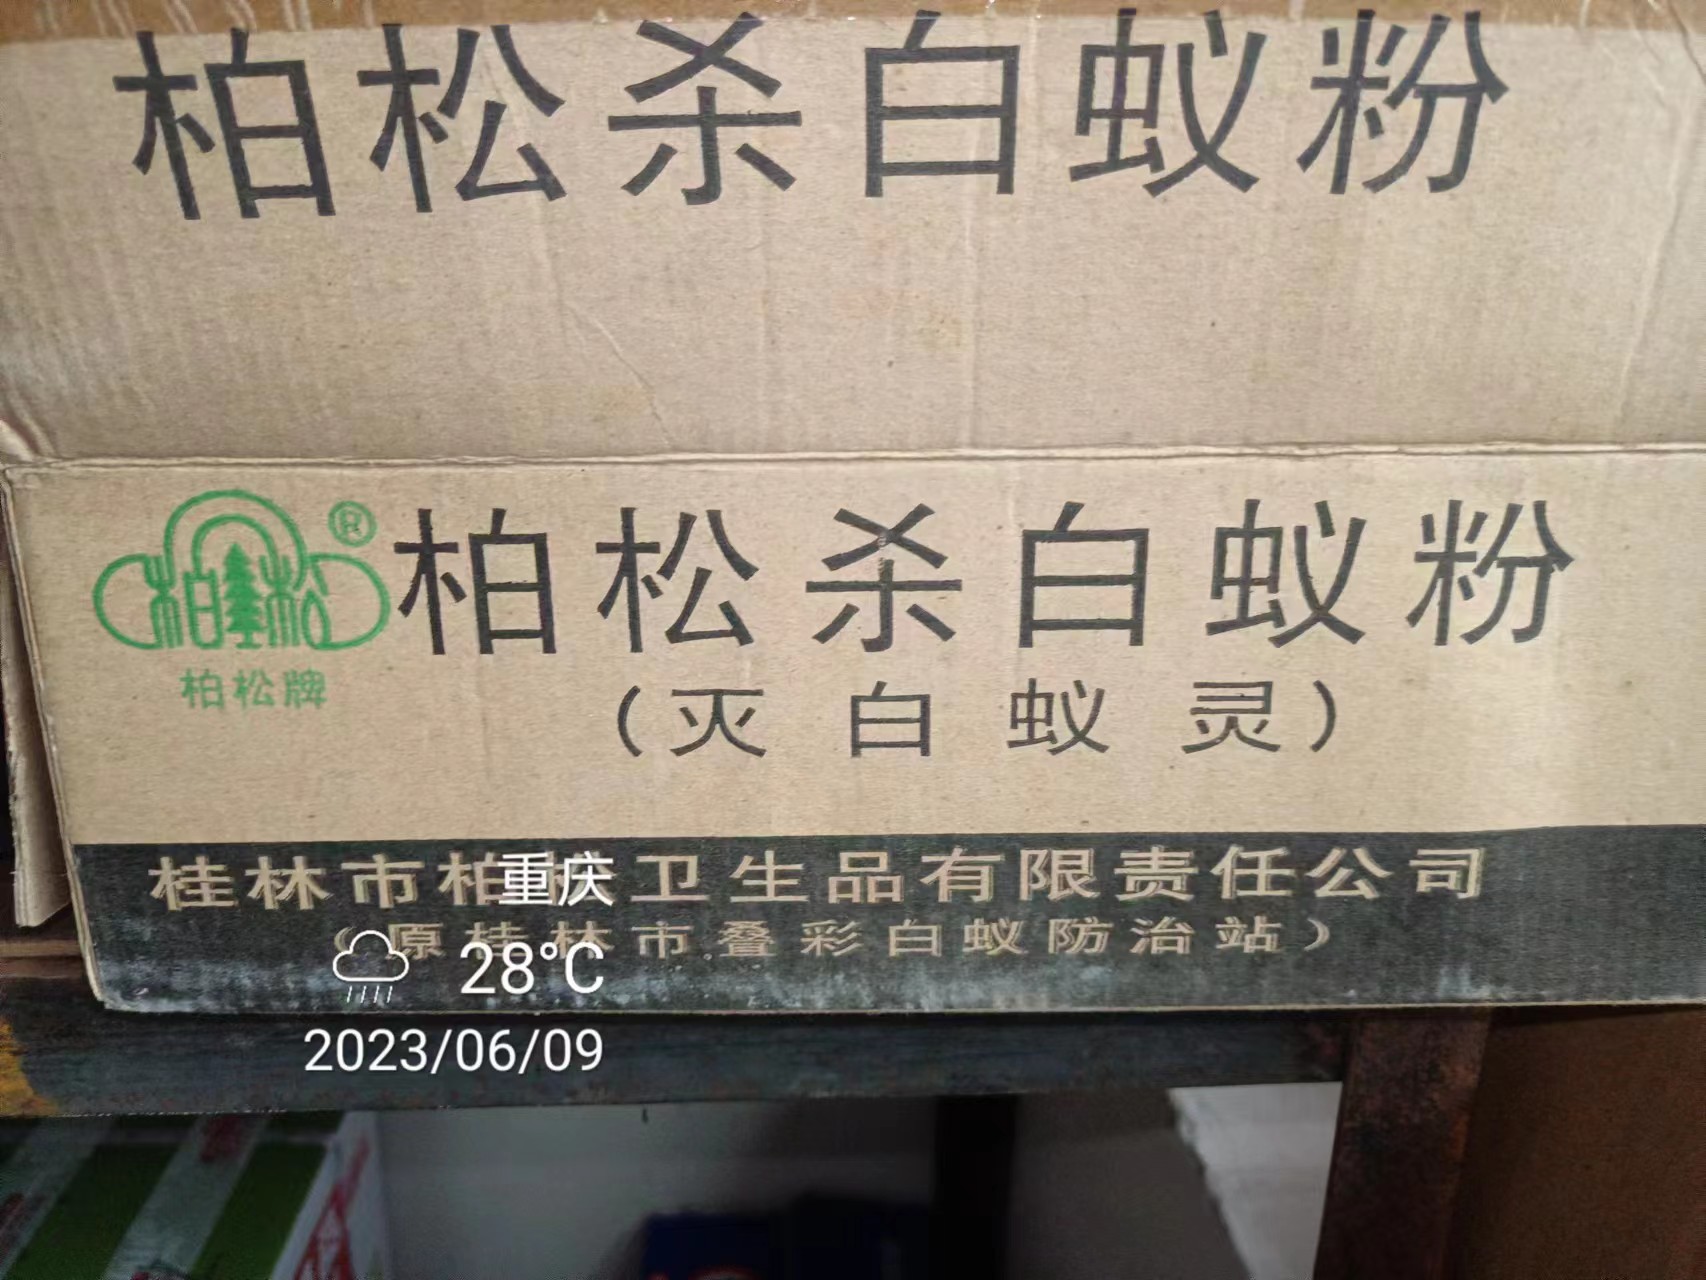 柏松杀白蚁粉
柏松
®
柏松杀白蚁粉
柏松牌
(灭白蚁灵)
桂林市柏 卫生品有限责任公司
重庆
(原桂林市叠彩白蚁防治站)
28°C
2023/06/09